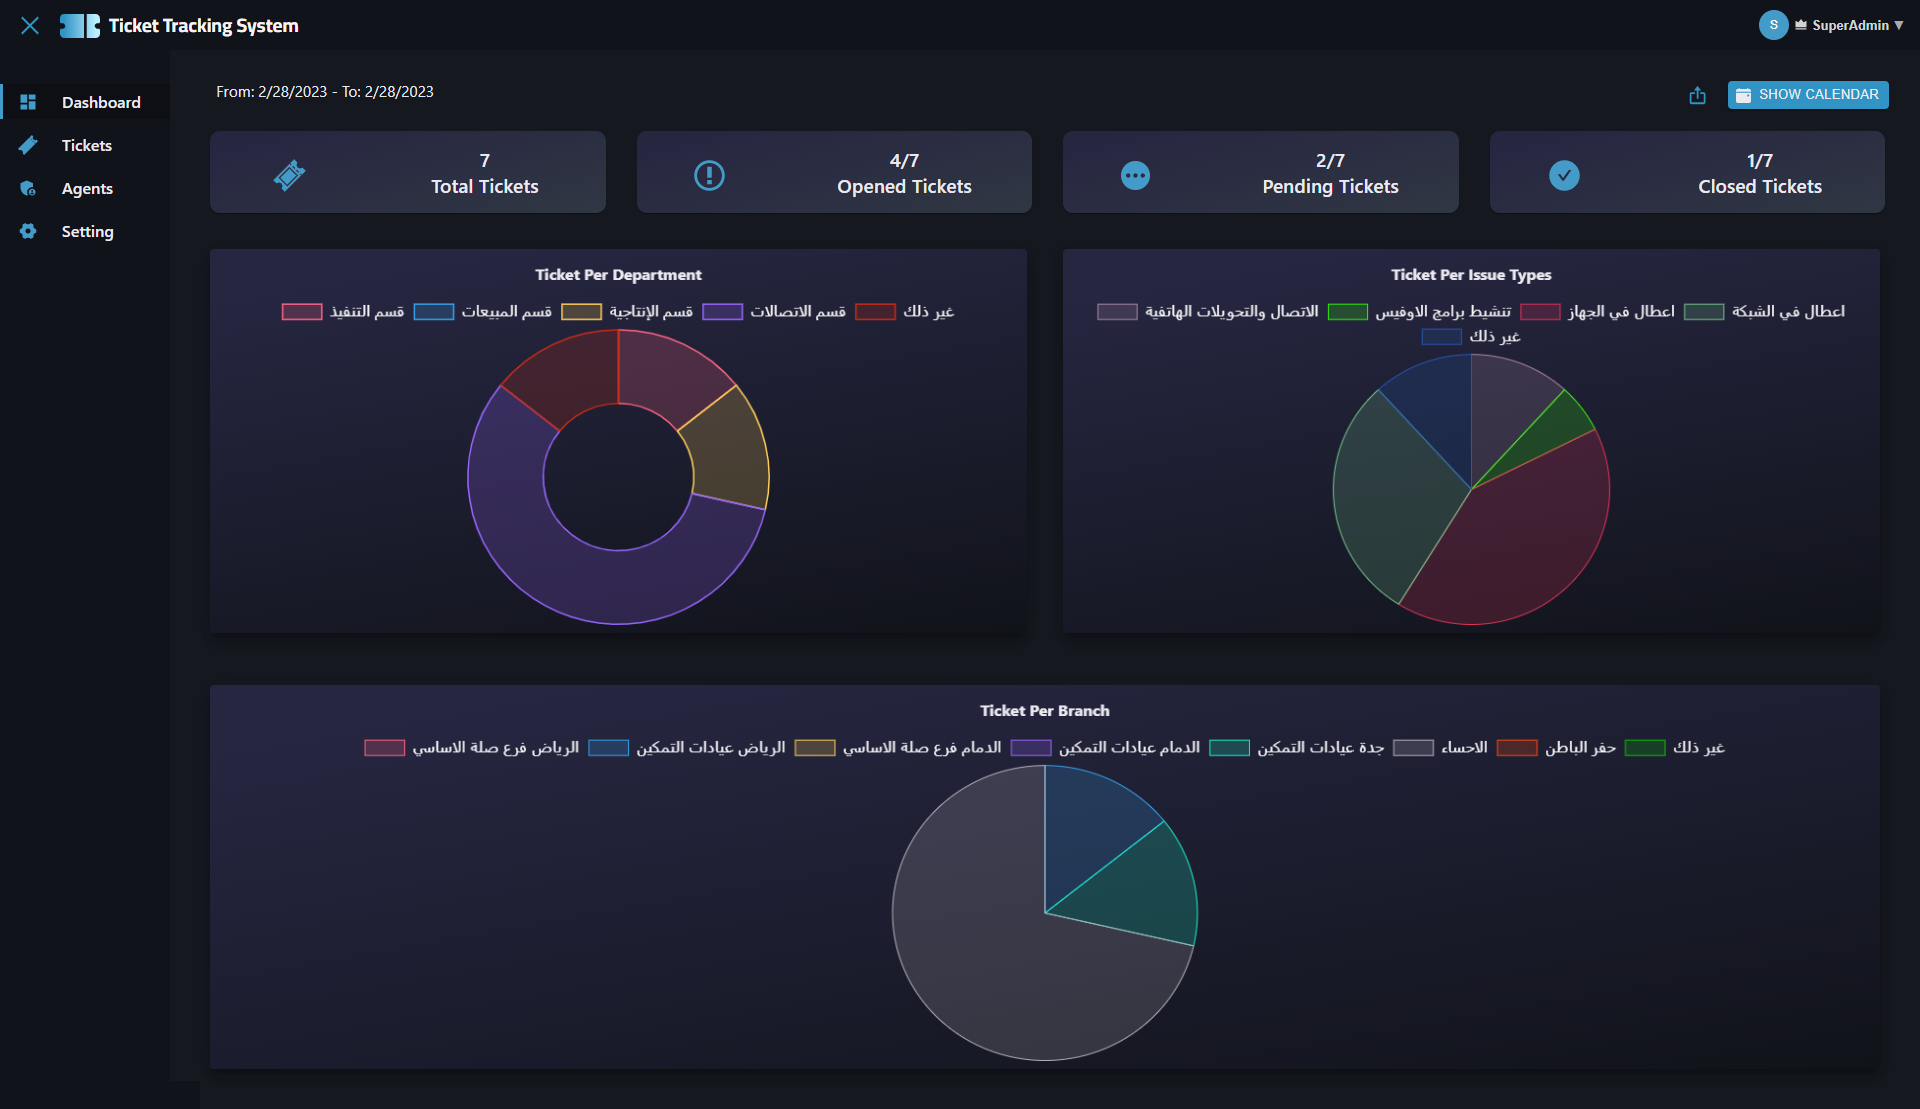 Ticket Tracking System
S SuperAdmin
Dashboard
Tickets
Agents
Setting
From: 2/28/2023 - To: 2/28/2023
SHOW CALENDAR
7
Total Tickets
4/7
Opened Tickets
2/7
Pending Tickets
1/7
Closed Tickets
Ticket Per Department
قسم التنفيذ قسم المبيعات قسم الإنتاجية قسم الاتصالات غير ذلك
Ticket Per Issue Types
الاتصال والتحويلات الهاتفية تتشيط برامج الاوفيس اعطال في الجهاز اعطال في الشبكة
غير ذلك
Ticket Per Branch
الرياض فرع صلة الاساسي الرياض عيادات التمكين الدمام فرع صلة الاساسي الدمام عيادات التمكين جدة عيادات التمكين الاحساء حفر الباطن غير ذلك